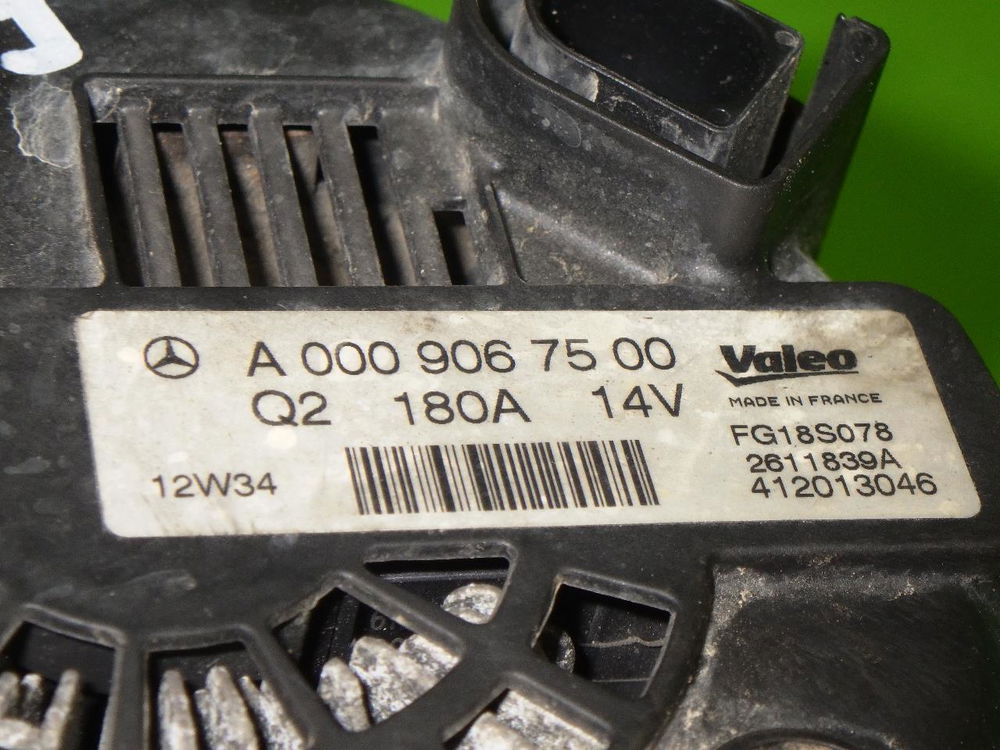 A 000 906 75 00
Q2 180A 14V
12W34
Valeo
MADE IN FRANCE
FG18S078
2611839A
412013046